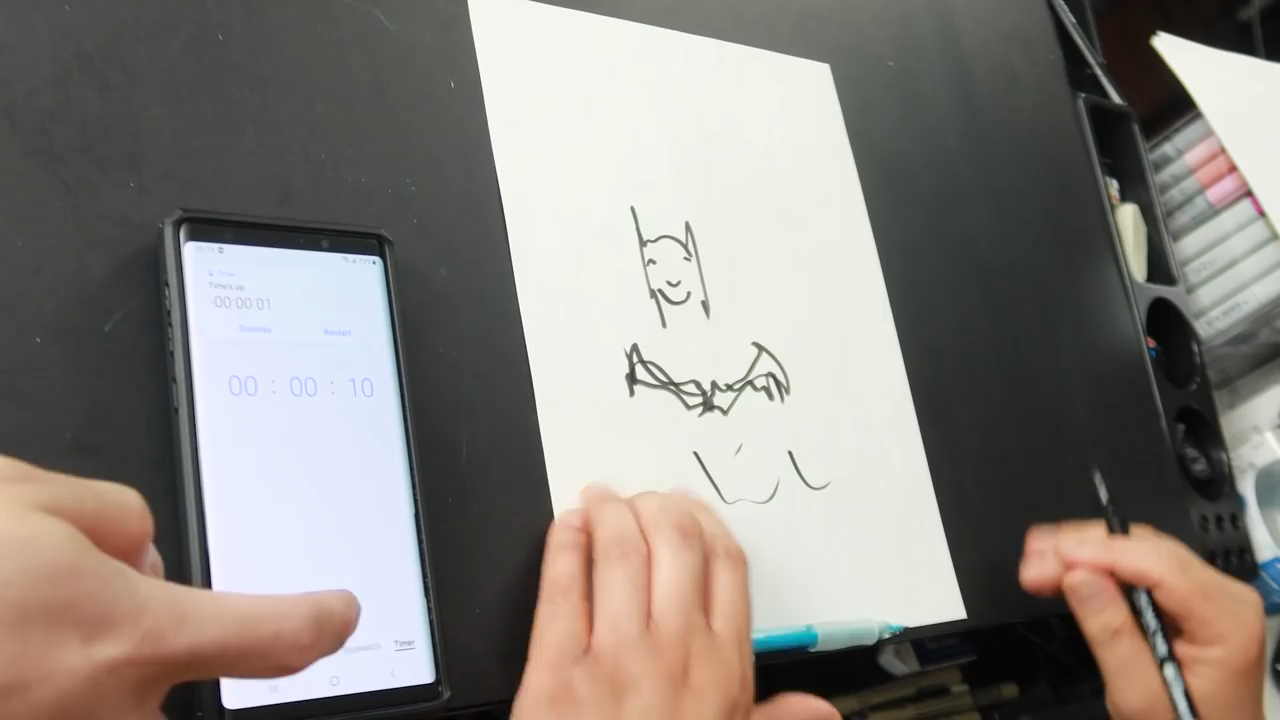 Time's up
-00:00:01
Dismiss
Restart
00 : 00 : 10
Timer